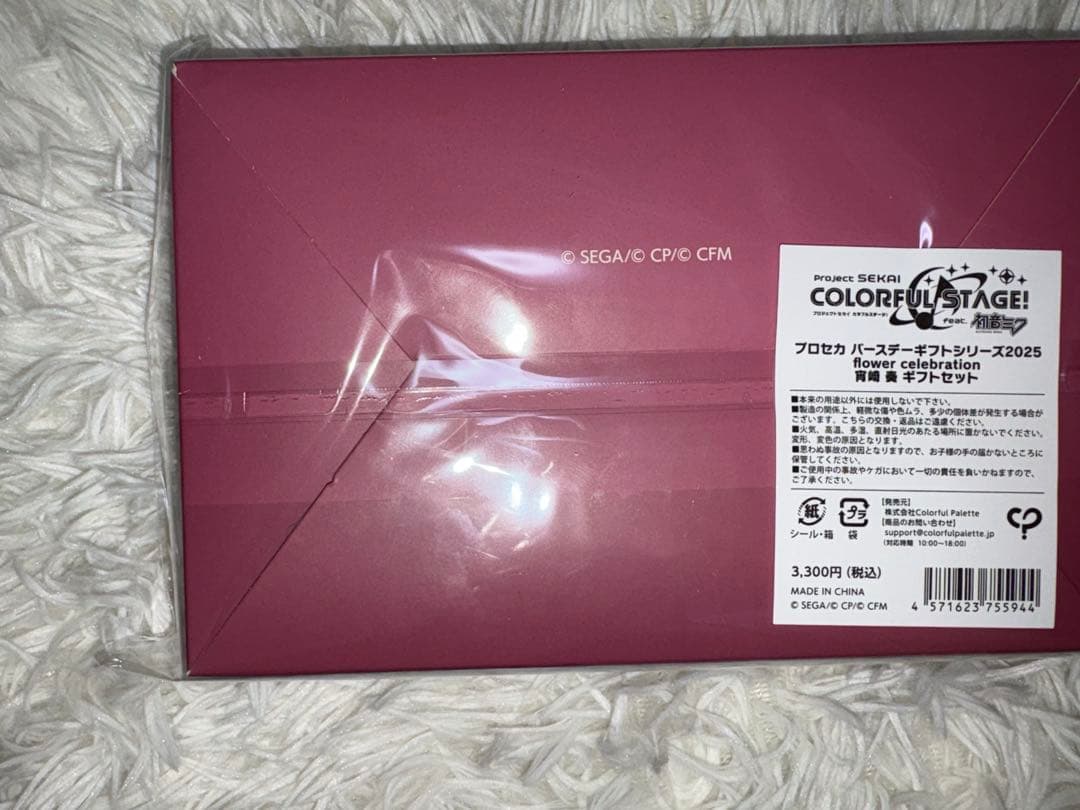 © SEGA/© CP/© CFM
Project SEKAI
COLORFUL STAGE!
プロジェクトセカイ カラフルステージ!
feat. 初音ミク
プロセカ バースデーギフトシリーズ2025
flower celebration
宵崎 奏 ギフトセット
■本来の用途以外には使用しないで下さい。
■製造の関係上、軽微な傷や色ムラ、多少の個体差が発生する場合が
ございます。こちらの交換・返品はご遠慮ください。
■火気、高温、多湿、直射日光のあたる場所に置かないでください。
変形、変色の原因となります。
■思わぬ事故の原因となりますので、お子様の手の届かないところに
保管してください。
■ご使用中の事故やケガにおいて一切の責任を負いかねますので、
ご了承ください。
紙
シール・箱
プラ
袋
[発売元]
株式会社Colorful Palette
[商品のお問い合わせ]
support@colorfulpalette.jp
(対応時間 10:00~18:00)
3,300円 (税込)
MADE IN CHINA
© SEGA/© CP/© CFM
4 571623 755944